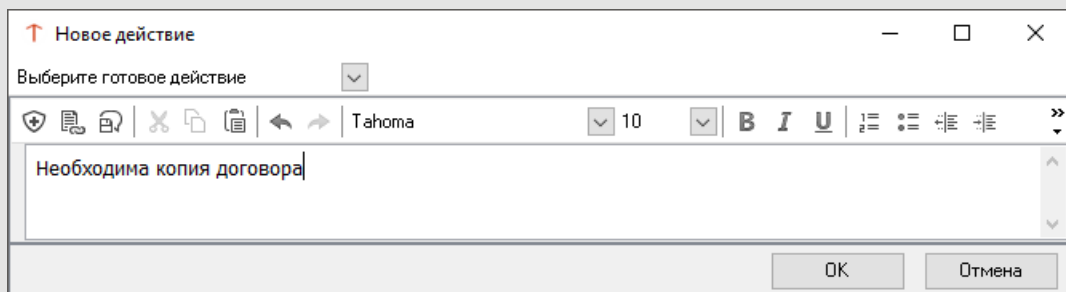 Новое действие
Выберите готовое действие
Tahoma 10 B I U
Необходима копия договора
OK Отмена